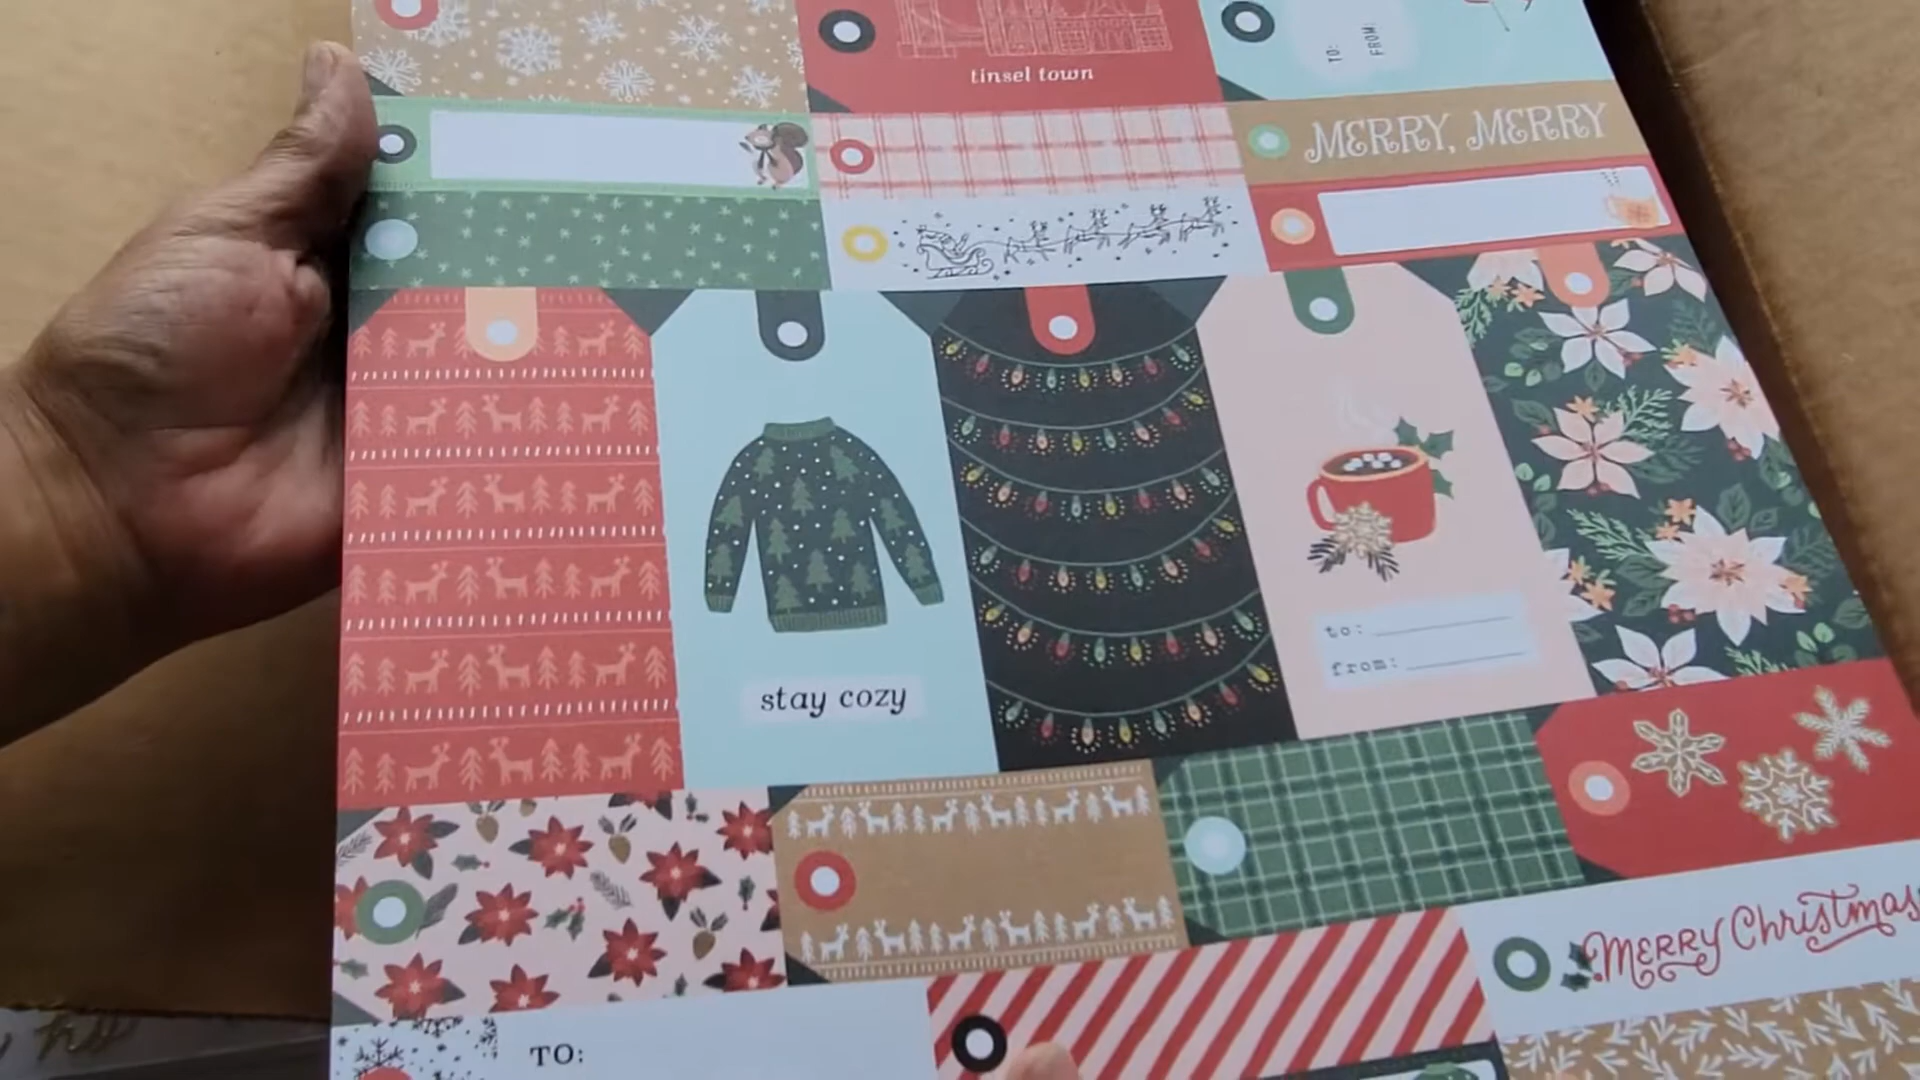 tinsel town
TO:
FROM:
MERRY, MERRY
stay cozy
to:
from:
MERRY Christmas
TO: